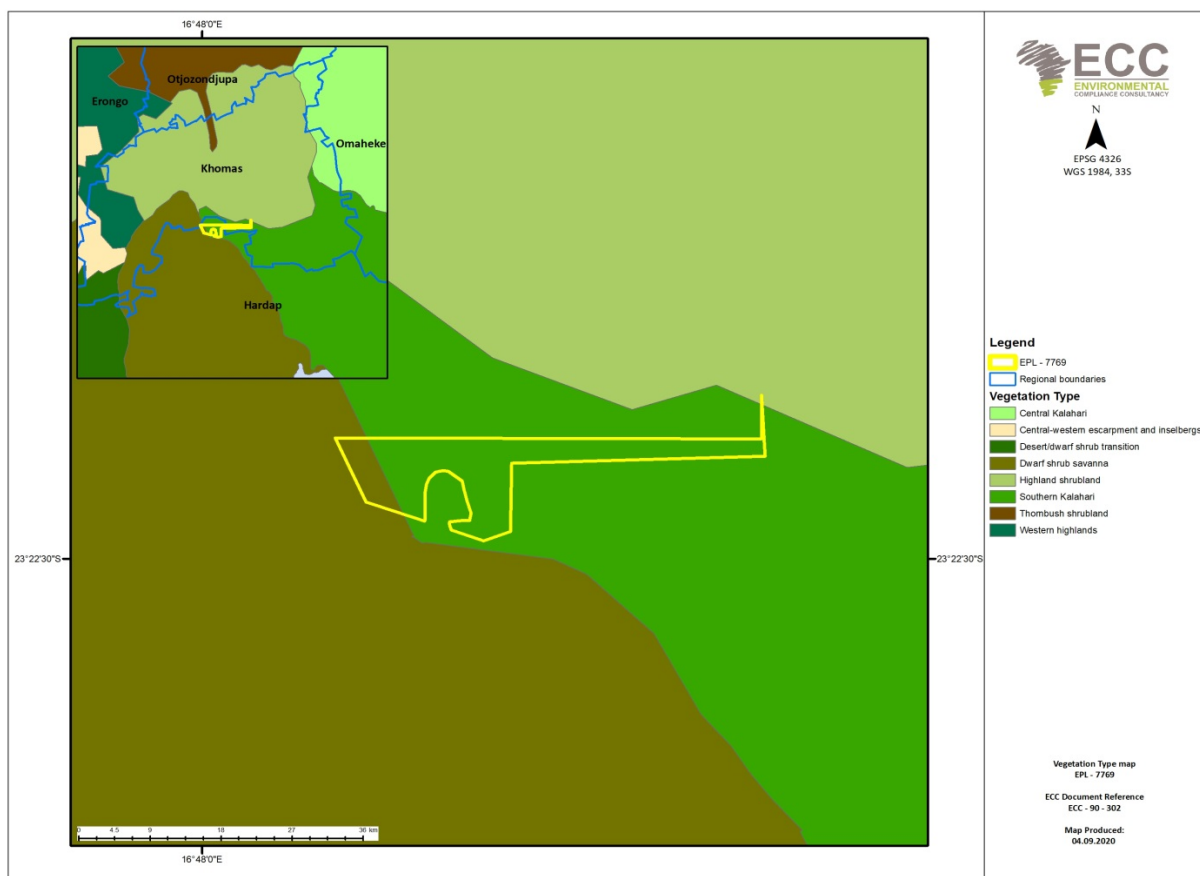 16°48'0"E
Otjozondjupa
Erongo
Omaheke
Khomas
Hardap
23°22'30"S
23°22'30"S
0 4.5 9 18 27 36 km
16°48'0"E
ECC
ENVIRONMENTAL
COMPLIANCE CONSULTANCY
N
EPSG 4326
WGS 1984, 33S
Legend
EPL - 7769
Regional boundaries
Vegetation Type
Central Kalahari
Central-western escarpment and inselbergs
Desert/dwarf shrub transition
Dwarf shrub savanna
Highland shrubland
Southern Kalahari
Thornbush shrubland
Western highlands
Vegetation Type map
EPL - 7769
ECC Document Reference
ECC - 90 - 302
Map Produced:
04.09.2020